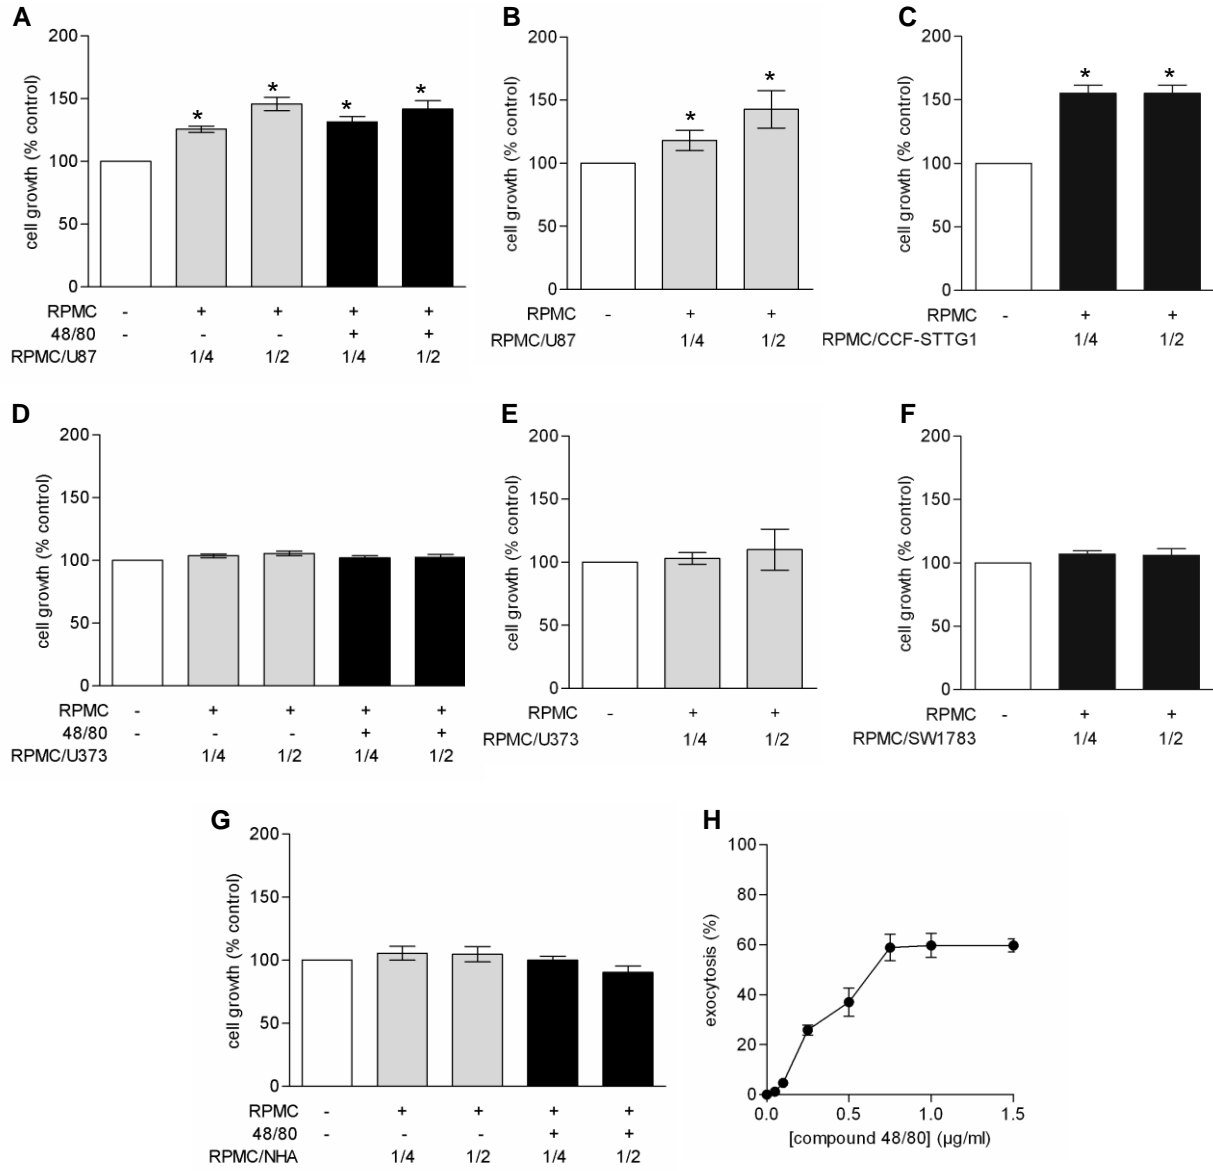 A
cell growth (% control)
200
150
100
50
0
RPMC - + + + +
48/80 - - - + +
RPMC/U87 1/4 1/2 1/4 1/2
* * * *
B
cell growth (% control)
200
150
100
50
0
RPMC - + +
RPMC/U87 1/4 1/2
* *
C
cell growth (% control)
200
150
100
50
0
RPMC - + +
RPMC/CCF-STTG1 1/4 1/2
* *
D
cell growth (% control)
200
150
100
50
0
RPMC - + + + +
48/80 - - - + +
RPMC/U373 1/4 1/2 1/4 1/2
E
cell growth (% control)
200
150
100
50
0
RPMC - + +
RPMC/U373 1/4 1/2
F
cell growth (% control)
200
150
100
50
0
RPMC - + +
RPMC/SW1783 1/4 1/2
G
cell growth (% control)
200
150
100
50
0
RPMC - + + + +
48/80 - - - + +
RPMC/NHA 1/4 1/2 1/4 1/2
H
exocytosis (%)
100
80
60
40
20
0
0.0 0.5 1.0 1.5
[compound 48/80] (µg/ml)